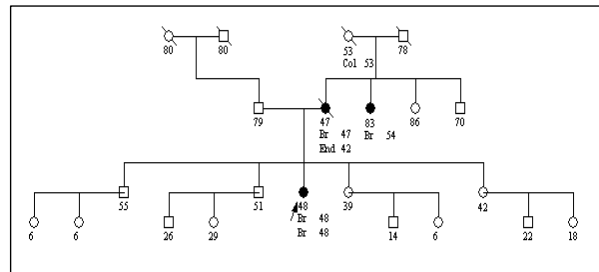 80 80 53 78
Col 53
79 47 83 86 70
Br 47 Br 54
End 42
55 51 48 39 42
6 6 26 29 Br 48 14 6 22 18
Br 48